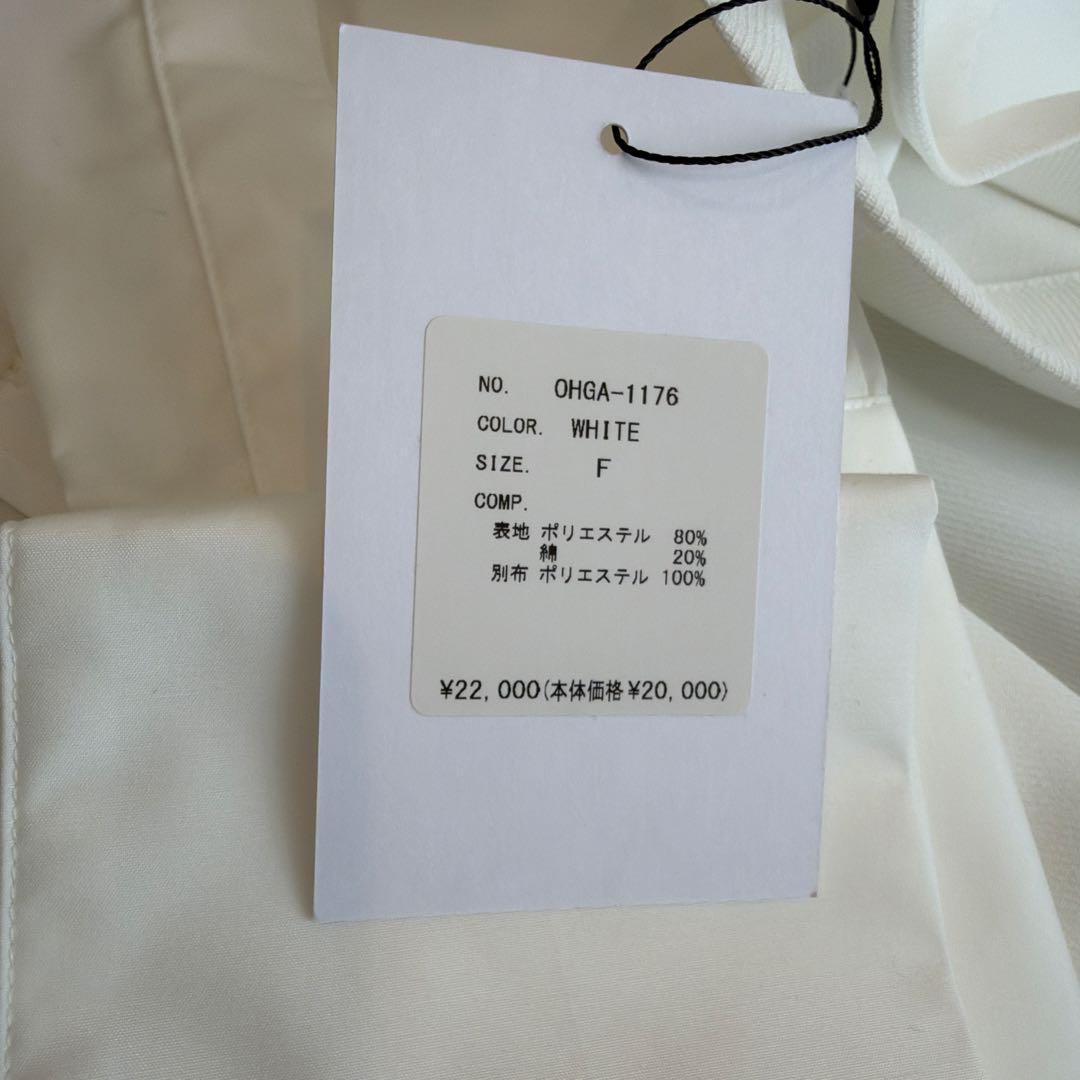 NO. OHGA-1176
COLOR. WHITE
SIZE. F
COMP.
表地 ポリエステル 80%
綿 20%
別布 ポリエステル 100%
¥22,000(本体価格¥20,000)